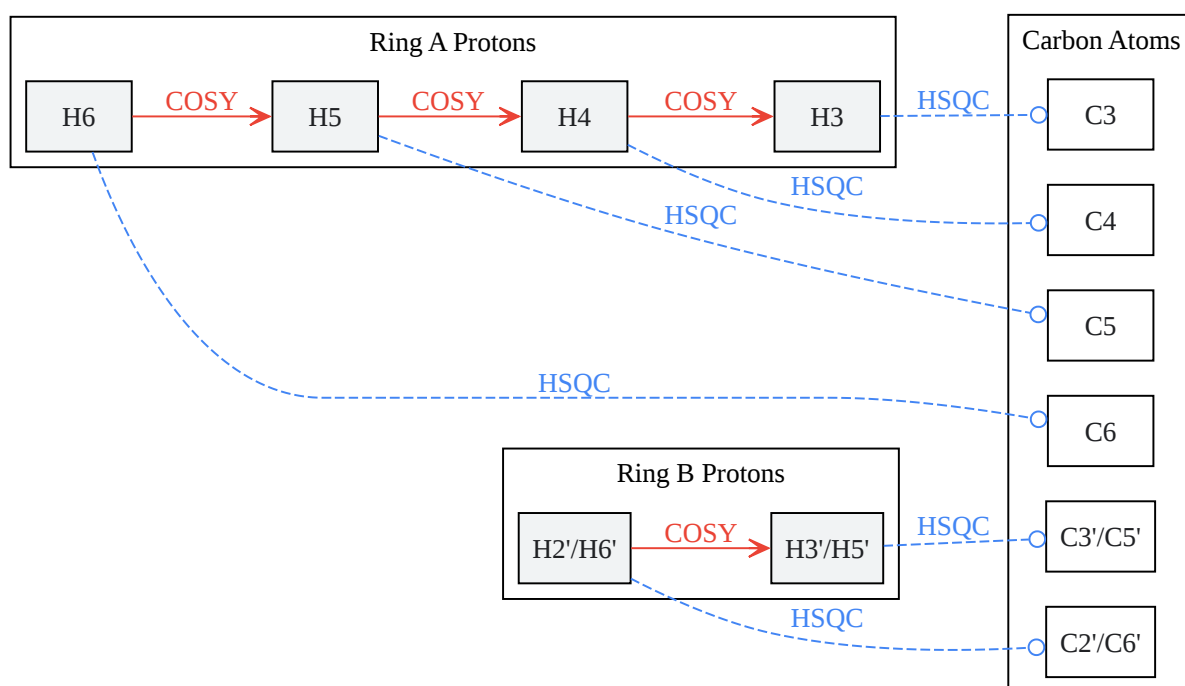 Ring A Protons
Carbon Atoms
H6
COSY
H5
COSY
H4
COSY
H3
HSQC
C3
HSQC
C4
HSQC
C5
HSQC
C6
Ring B Protons
H2'/H6'
COSY
H3'/H5'
HSQC
C3'/C5'
HSQC
C2'/C6'